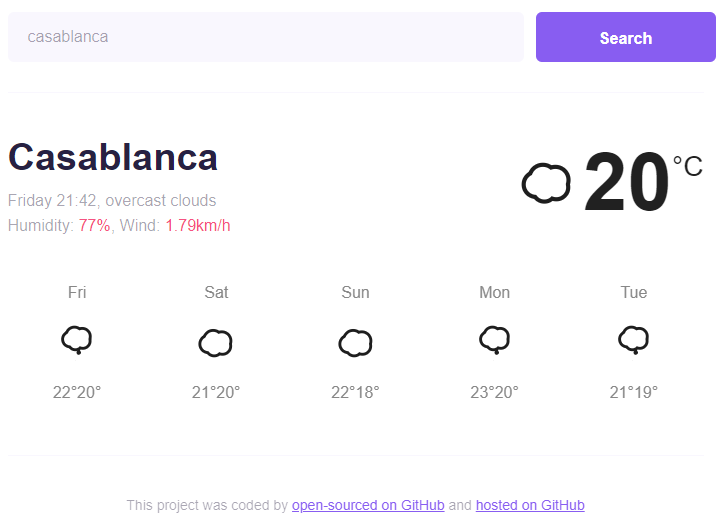 casablanca
Search
Casablanca
20°C
Friday 21:42, overcast clouds
Humidity: 77%, Wind: 1.79km/h
Fri Sat Sun Mon Tue
22°20° 21°20° 22°18° 23°20° 21°19°
This project was coded by open-sourced on GitHub and hosted on GitHub